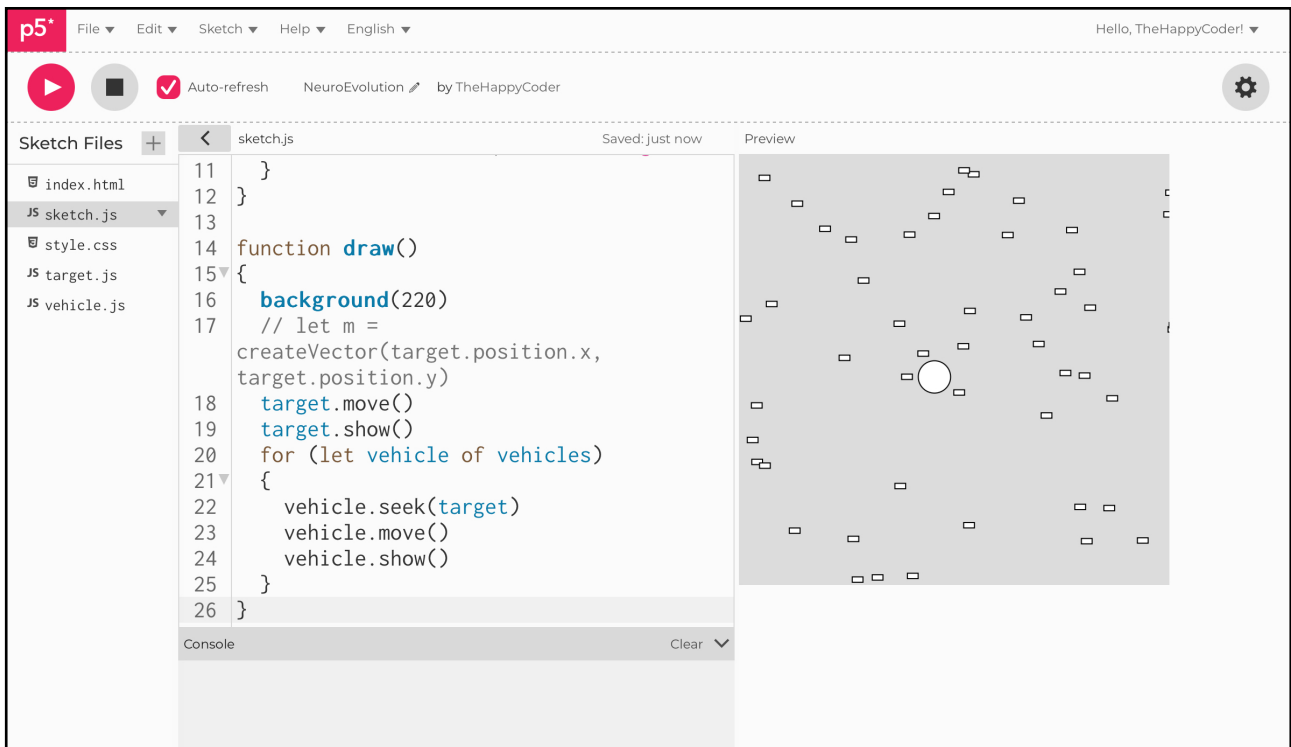 p5* File Edit Sketch Help English Hello, TheHappyCoder!
Auto-refresh NeuroEvolution by TheHappyCoder
Sketch Files + sketch.js Saved: just now Preview
index.html
JS sketch.js
style.css
JS target.js
JS vehicle.js
11 }
12 }
13
14 function draw()
15 {
16 background(220)
17 // let m =
createVector(target.position.x,
target.position.y)
18 target.move()
19 target.show()
20 for (let vehicle of vehicles)
21 {
22 vehicle.seek(target)
23 vehicle.move()
24 vehicle.show()
25 }
26 }
Console Clear